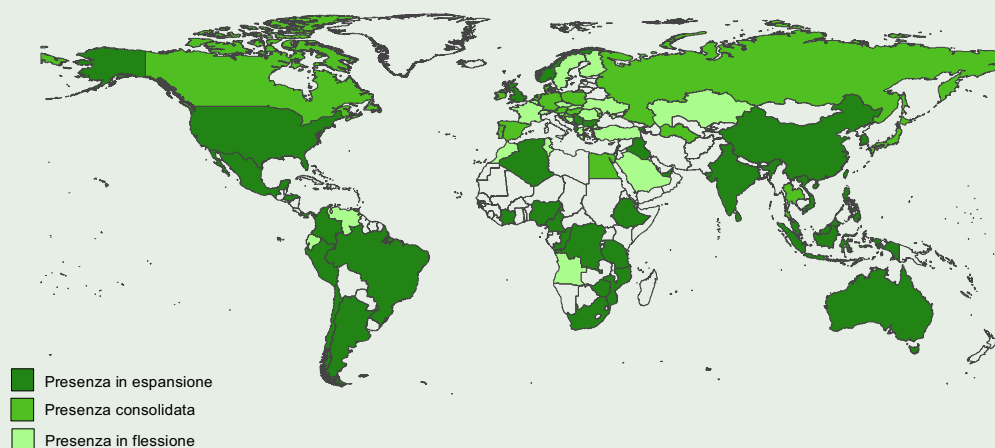 Presenza in espansione
Presenza consolidata
Presenza in flessione